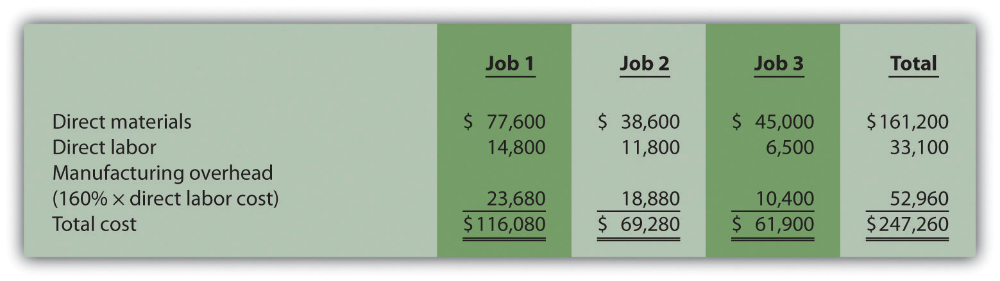 Job 1 Job 2 Job 3 Total
Direct materials $ 77,600 $ 38,600 $ 45,000 $161,200
Direct labor 14,800 11,800 6,500 33,100
Manufacturing overhead
(160% × direct labor cost) 23,680 18,880 10,400 52,960
Total cost $116,080 $ 69,280 $ 61,900 $247,260